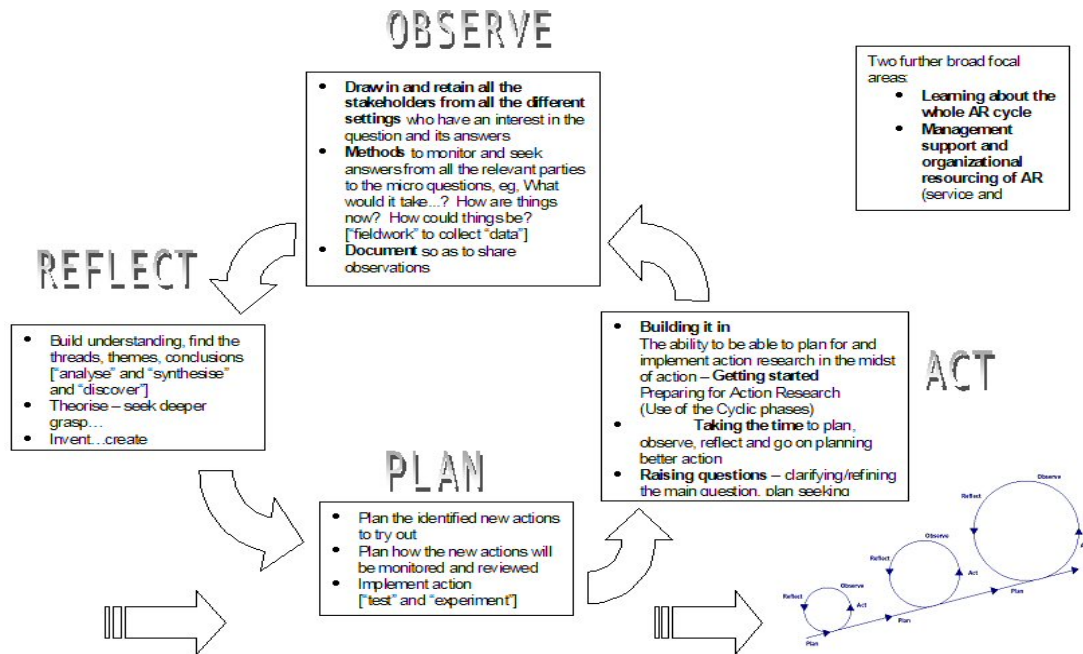 OBSERVE
• Draw in and retain all the
stakeholders from all the different
settings who have an interest in the
question and its answers
• Methods to monitor and seek
answers from all the relevant parties
to the micro questions, eg, What
would it take...? How are things
now? How could things be?
["fieldwork" to collect "data"]
• Document so as to share
observations
Two further broad focal
areas:
• Learning about the
whole AR cycle
• Management
support and
organizational
resourcing of AR
(service and
REFLECT
• Build understanding, find the
threads, themes, conclusions
["analyse" and "synthesise"
and "discover"]
• Theorise – seek deeper
grasp…
• Invent…create
ACT
• Building it in
The ability to be able to plan for and
implement action research in the midst
of action – Getting started
Preparing for Action Research
(Use of the Cyclic phases)
• Taking the time to plan,
observe, reflect and go on planning
better action
• Raising questions – clarifying/refining
the main question, plan seeking
PLAN
• Plan the identified new actions
to try out
• Plan how the new actions will
be monitored and reviewed
• Implement action
["test" and "experiment"]
Observe
Reflect
Act
Plan
Observe
Reflect
Act
Plan
Observe
Reflect
A
Plan